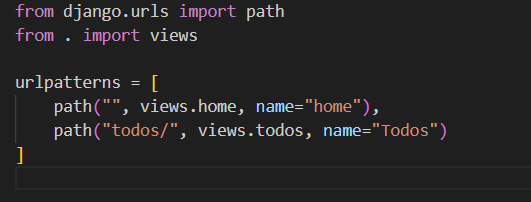 from django.urls import path
from . import views
urlpatterns = [
    path("", views.home, name="home"),
    path("todos/", views.todos, name="Todos")
]